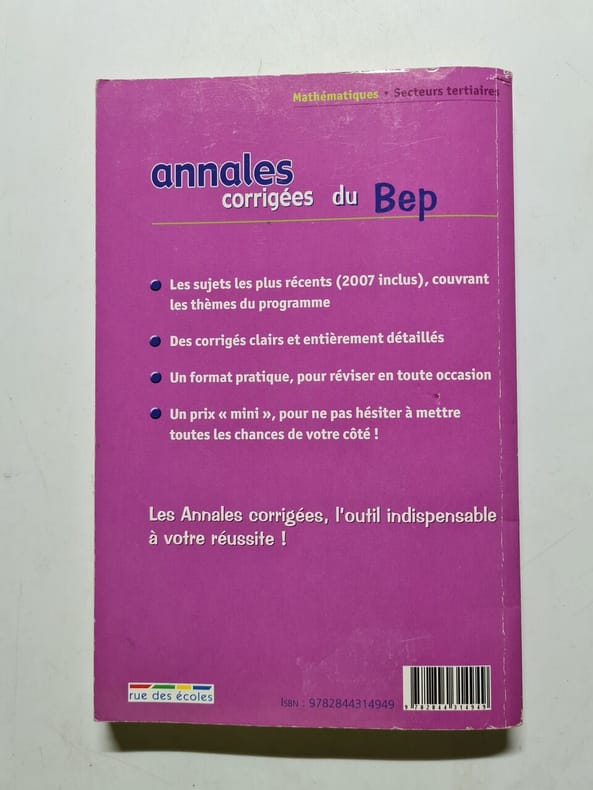 Mathématiques • Secteurs tertiaires
annales
corrigées du Bep
Les sujets les plus récents (2007 inclus), couvrant
les thèmes du programme
Des corrigés clairs et entièrement détaillés
Un format pratique, pour réviser en toute occasion
Un prix « mini », pour ne pas hésiter à mettre
toutes les chances de votre côté !
Les Annales corrigées, l'outil indispensable
à votre réussite !
rue des écoles
ISBN : 9782844314949
9 782844 314949